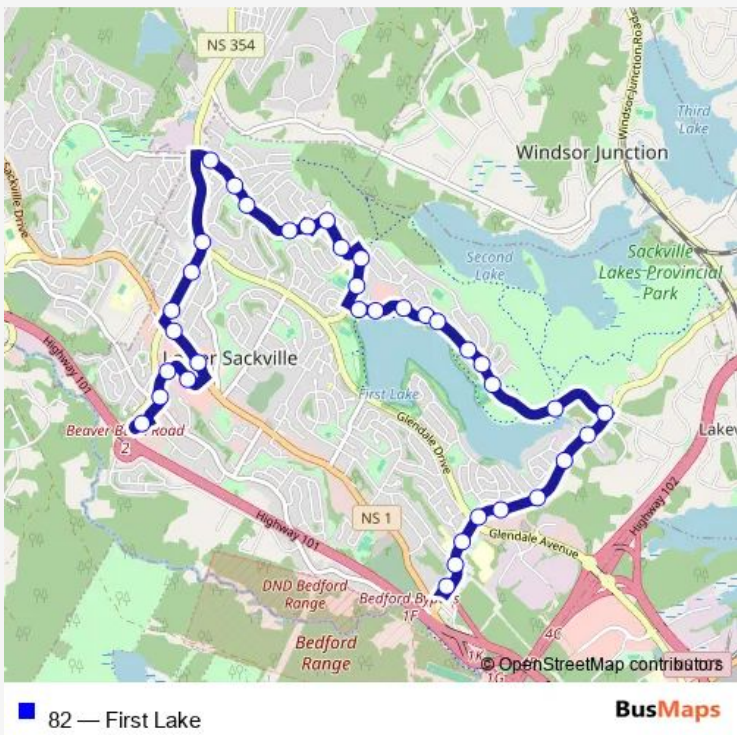 NS 354
Windsor Junction
Windsor Junction Road
Third
Lake
Sackville Drive
Second
Lake
Sackville
Lakes Provincial
Park
Highway 101
Sackville
First Lake
Glendale Drive
Beaver
Road
2
Highway 102
NS 1
Highway 101
Glendale Avenue
DND Bedford
Range
Bedford
1F
Bedford
Range
4C
1K
1G
© OpenStreetMap contributors
82 — First Lake
BusMaps